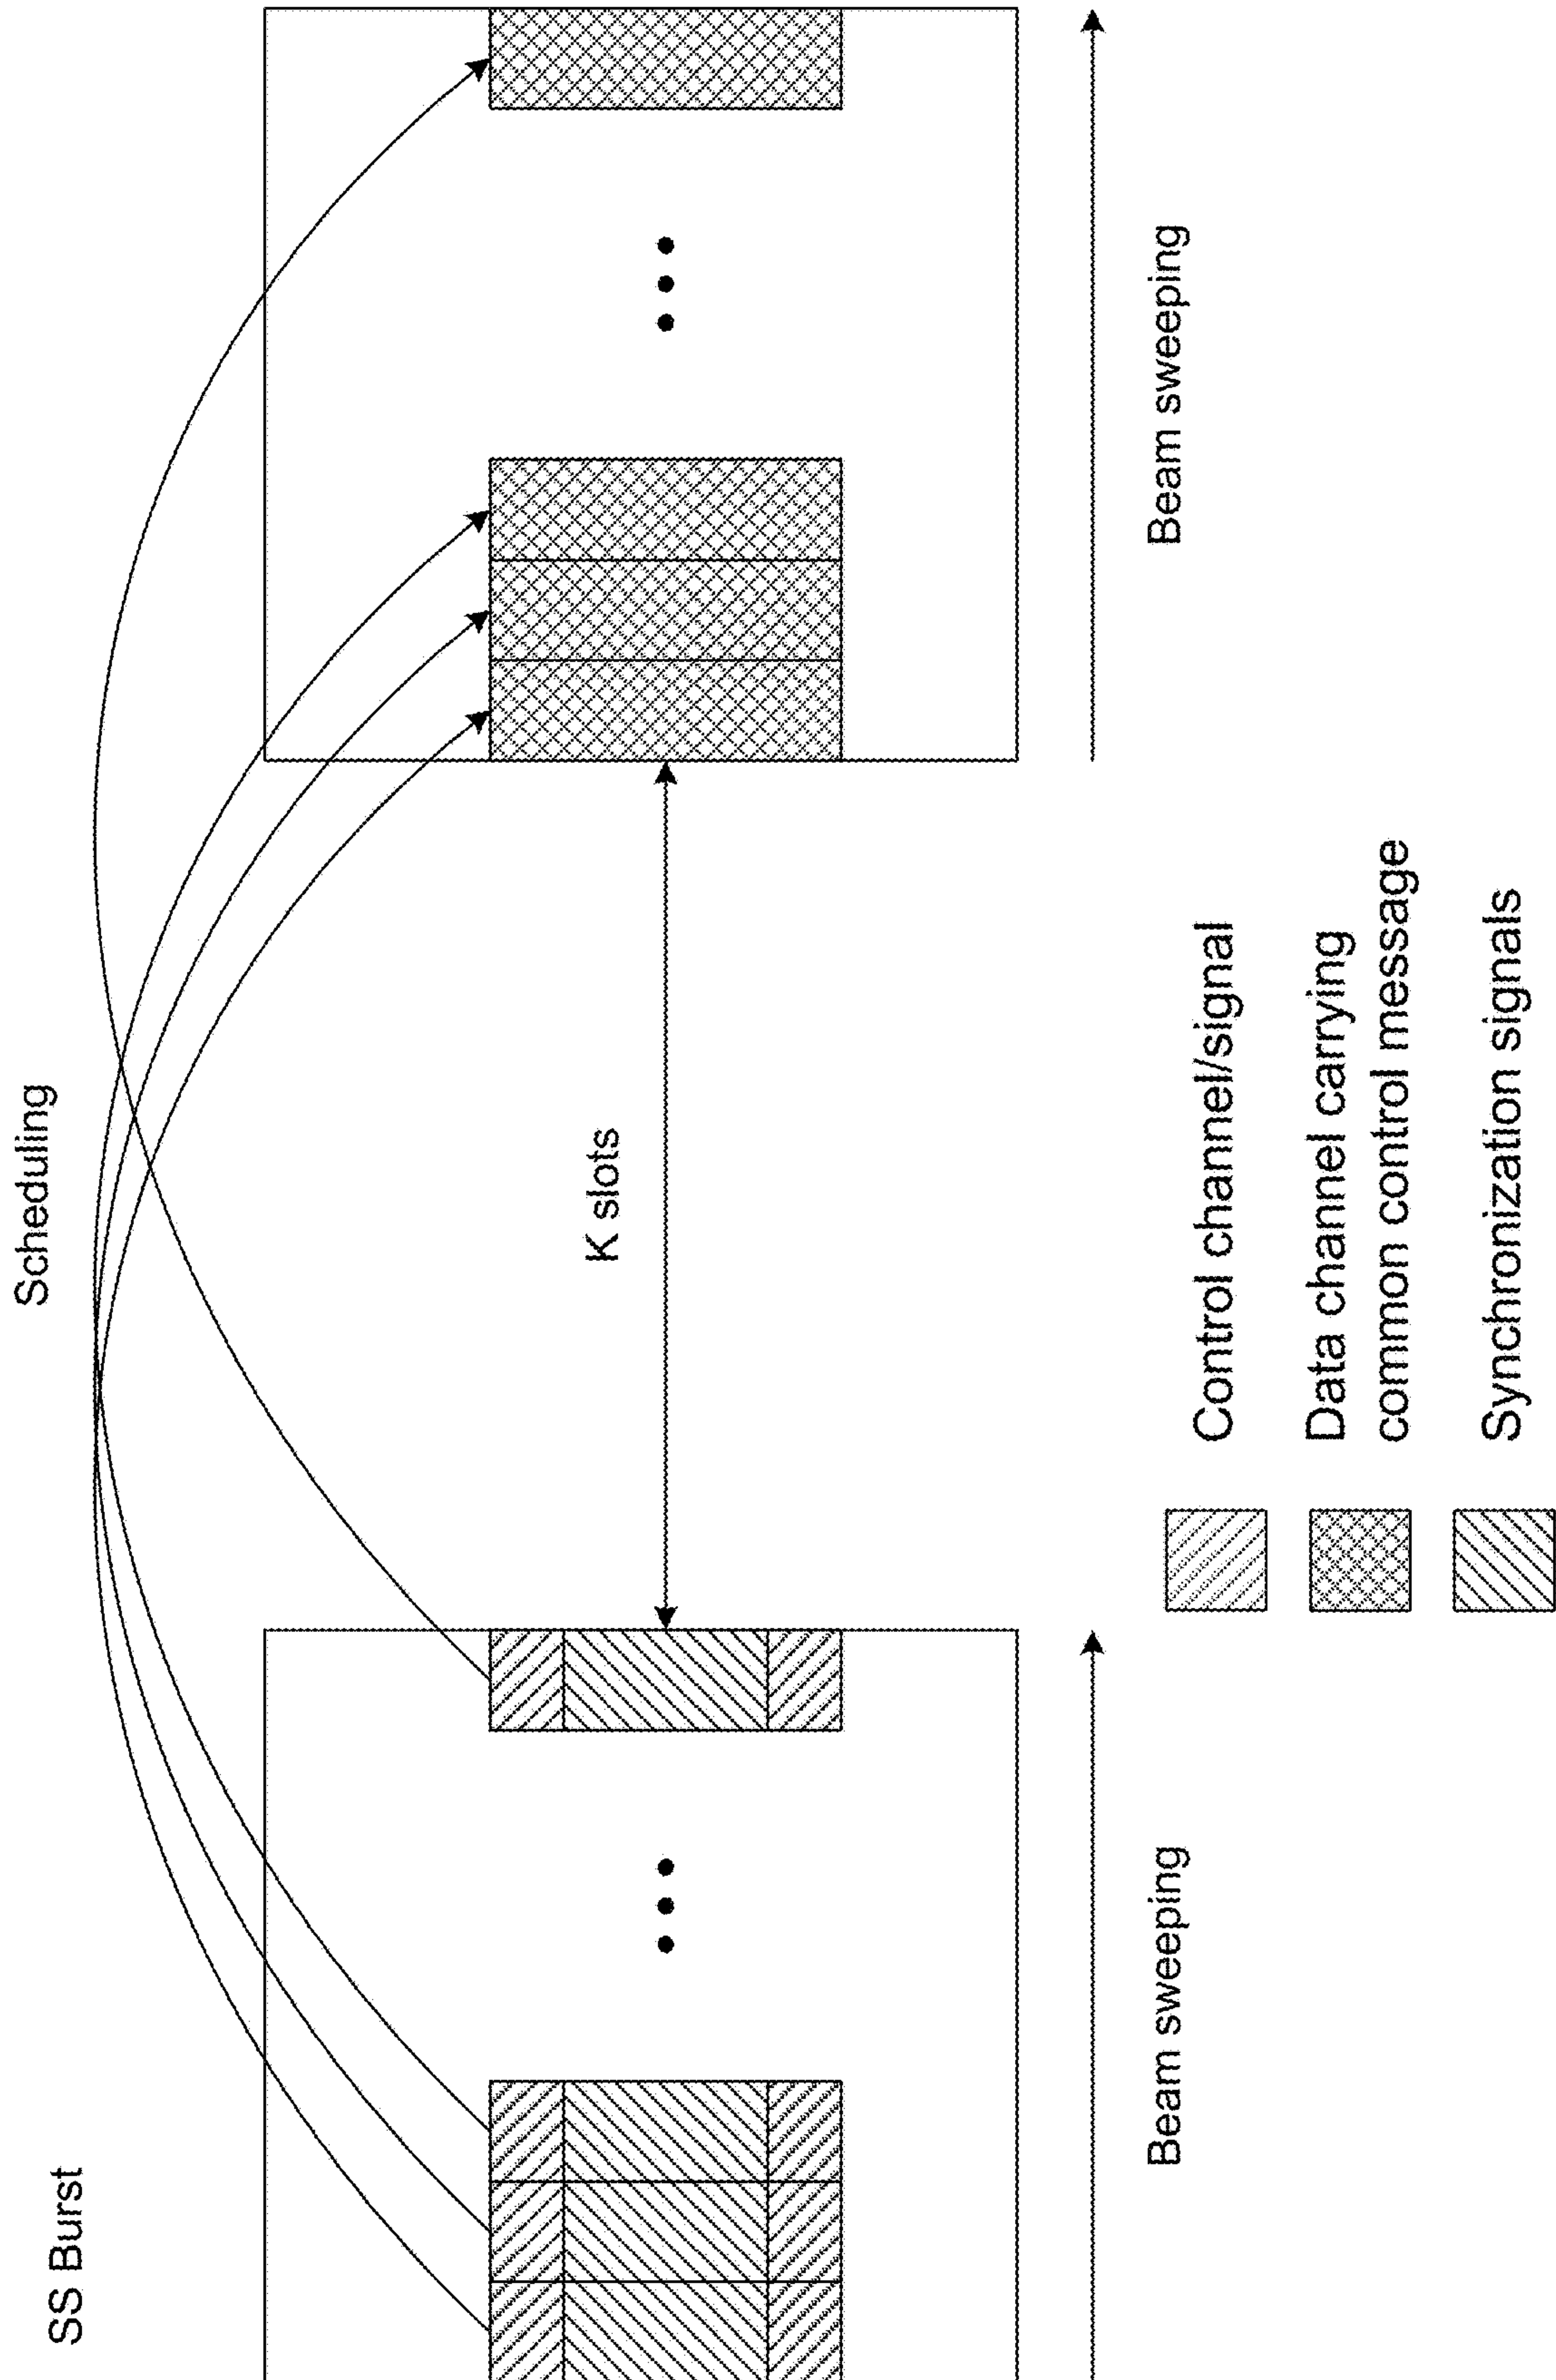 SS Burst
Scheduling
K slots
Beam sweeping
Beam sweeping
Control channel/signal
Data channel carrying
common control message
Synchronization signals